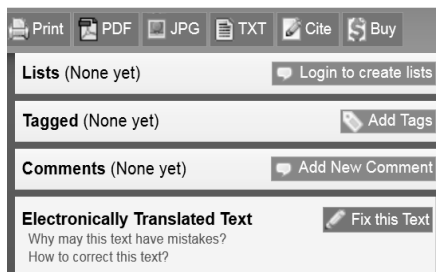 Print PDF JPG TXT Cite Buy
Lists (None yet) Login to create lists
Tagged (None yet) Add Tags
Comments (None yet) Add New Comment
Electronically Translated Text Fix this Text
Why may this text have mistakes?
How to correct this text?